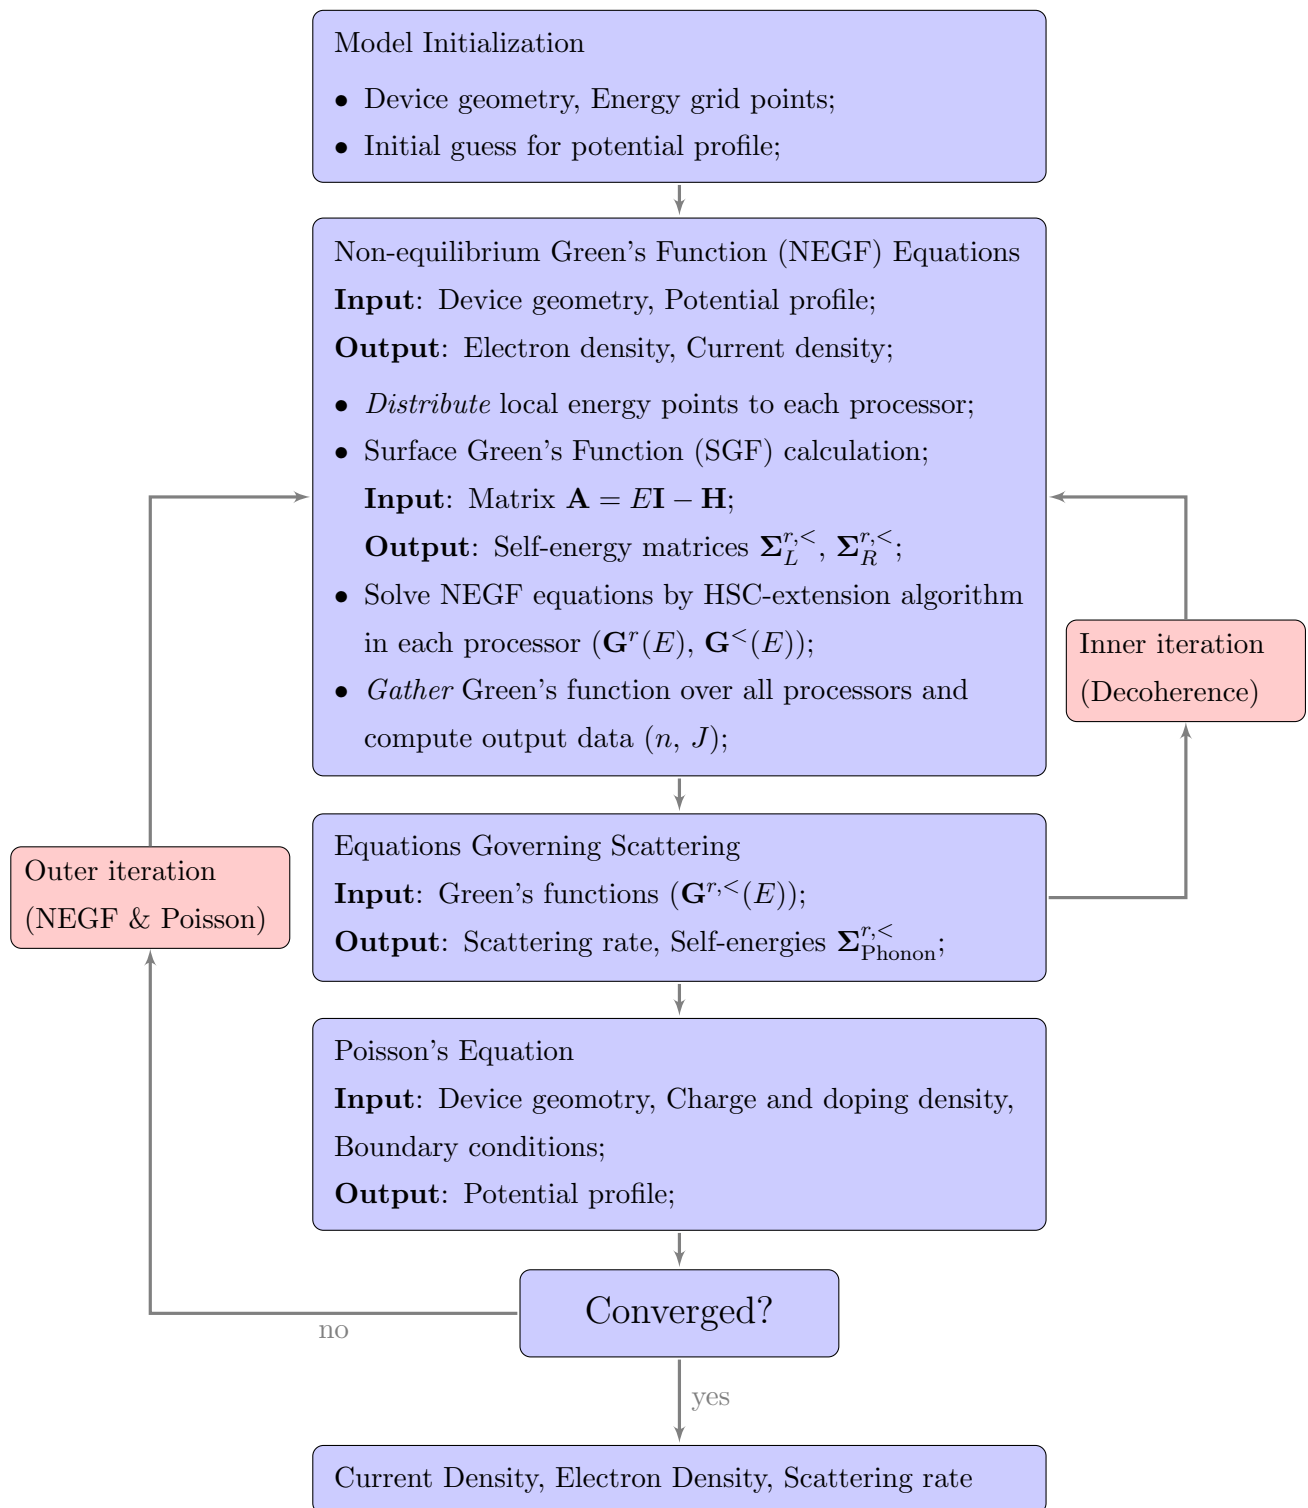 Model Initialization
• Device geometry, Energy grid points;
• Initial guess for potential profile;
Non-equilibrium Green's Function (NEGF) Equations
Input: Device geometry, Potential profile;
Output: Electron density, Current density;
• Distribute local energy points to each processor;
• Surface Green's Function (SGF) calculation;
Input: Matrix A = EI − H;
Output: Self-energy matrices Σ_L^{r,<}, Σ_R^{r,<};
• Solve NEGF equations by HSC-extension algorithm
in each processor (G^r(E), G^<(E));
• Gather Green's function over all processors and
compute output data (n, J);
Inner iteration
(Decoherence)
Equations Governing Scattering
Input: Green's functions (G^{r,<}(E));
Output: Scattering rate, Self-energies Σ_{Phonon}^{r,<};
Outer iteration
(NEGF & Poisson)
Poisson's Equation
Input: Device geomotry, Charge and doping density,
Boundary conditions;
Output: Potential profile;
Converged?
no
yes
Current Density, Electron Density, Scattering rate